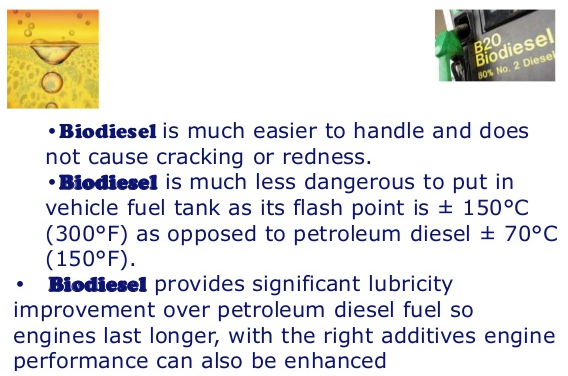 B20
Biodiesel
80% No. 2 Diesel
•Biodiesel is much easier to handle and does
not cause cracking or redness.
•Biodiesel is much less dangerous to put in
vehicle fuel tank as its flash point is ± 150°C
(300°F) as opposed to petroleum diesel ± 70°C
(150°F).
• Biodiesel provides significant lubricity
improvement over petroleum diesel fuel so
engines last longer, with the right additives engine
performance can also be enhanced